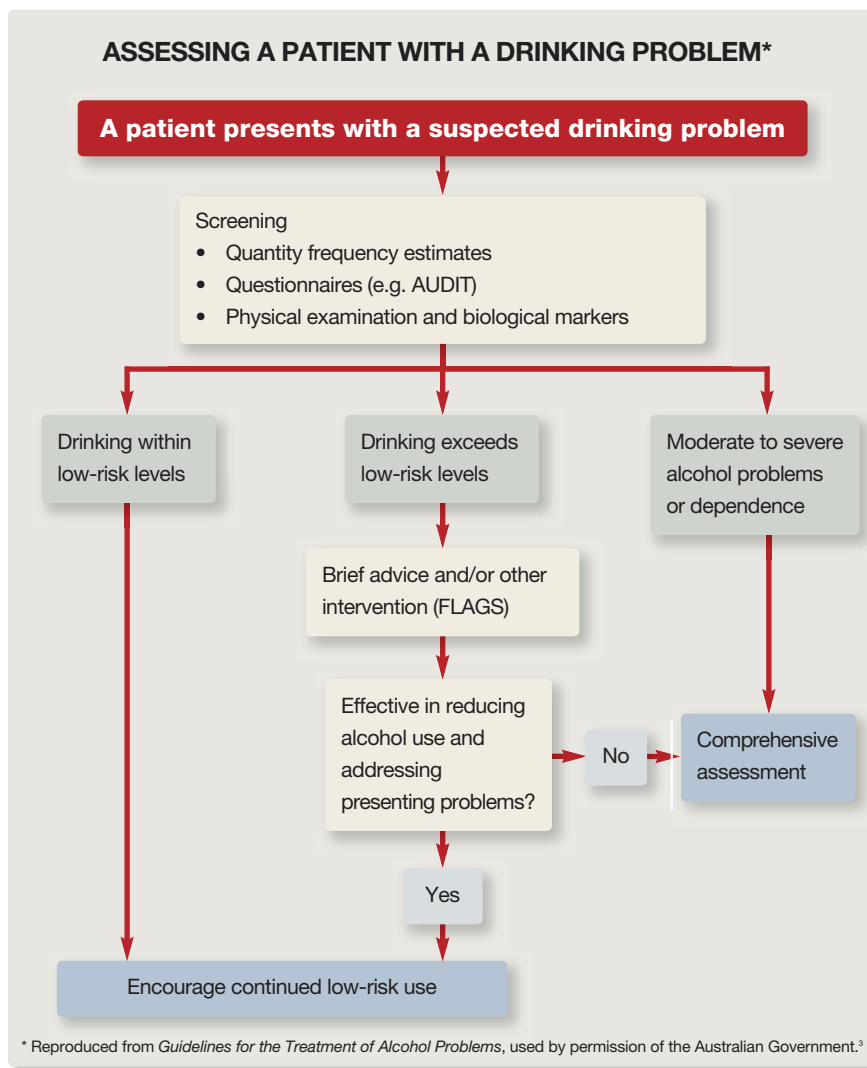 ASSESSING A PATIENT WITH A DRINKING PROBLEM*
A patient presents with a suspected drinking problem
Screening
• Quantity frequency estimates
• Questionnaires (e.g. AUDIT)
• Physical examination and biological markers
Drinking within
low-risk levels
Drinking exceeds
low-risk levels
Moderate to severe
alcohol problems
or dependence
Brief advice and/or other
intervention (FLAGS)
Effective in reducing
alcohol use and
addressing
presenting problems?
No
Comprehensive
assessment
Yes
Encourage continued low-risk use
* Reproduced from Guidelines for the Treatment of Alcohol Problems, used by permission of the Australian Government.³